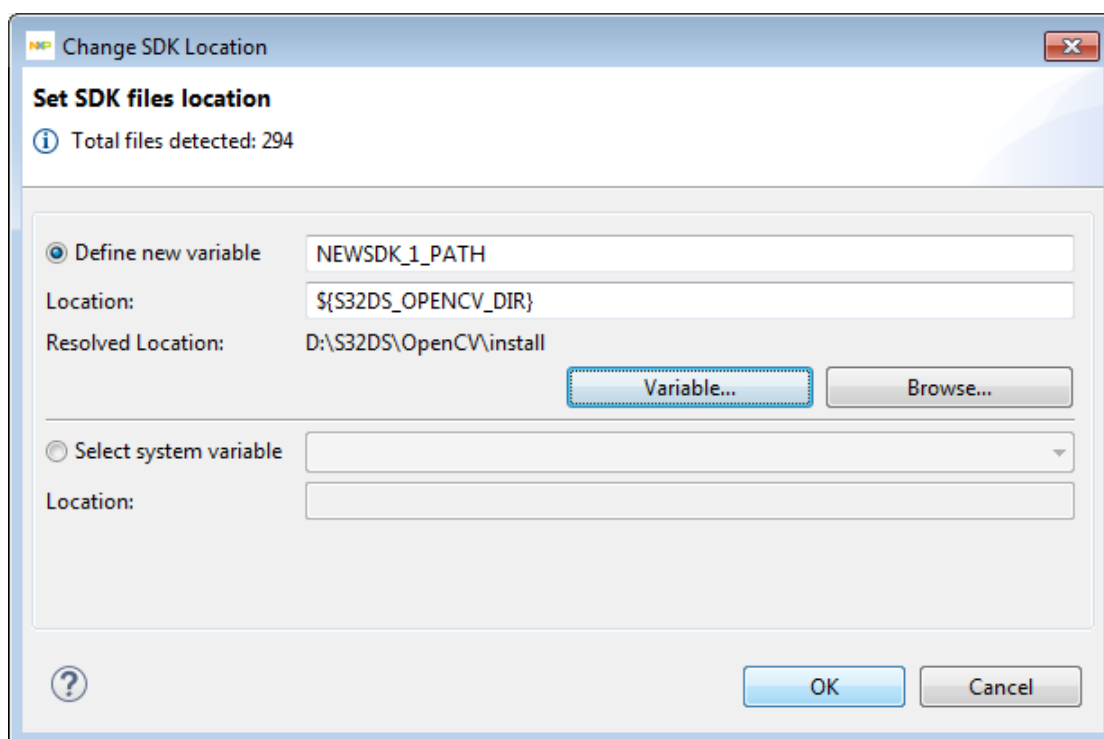 NXP Change SDK Location
Set SDK files location
Total files detected: 294
Define new variable NEWSDK_1_PATH
Location: ${S32DS_OPENCV_DIR}
Resolved Location: D:\S32DS\OpenCV\install
Variable... Browse...
Select system variable
Location:
OK Cancel